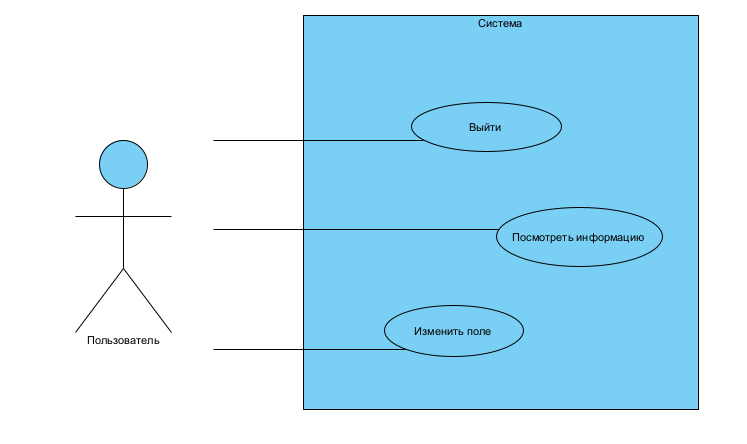 Система
Выйти
Посмотреть информацию
Изменить поле
Пользователь